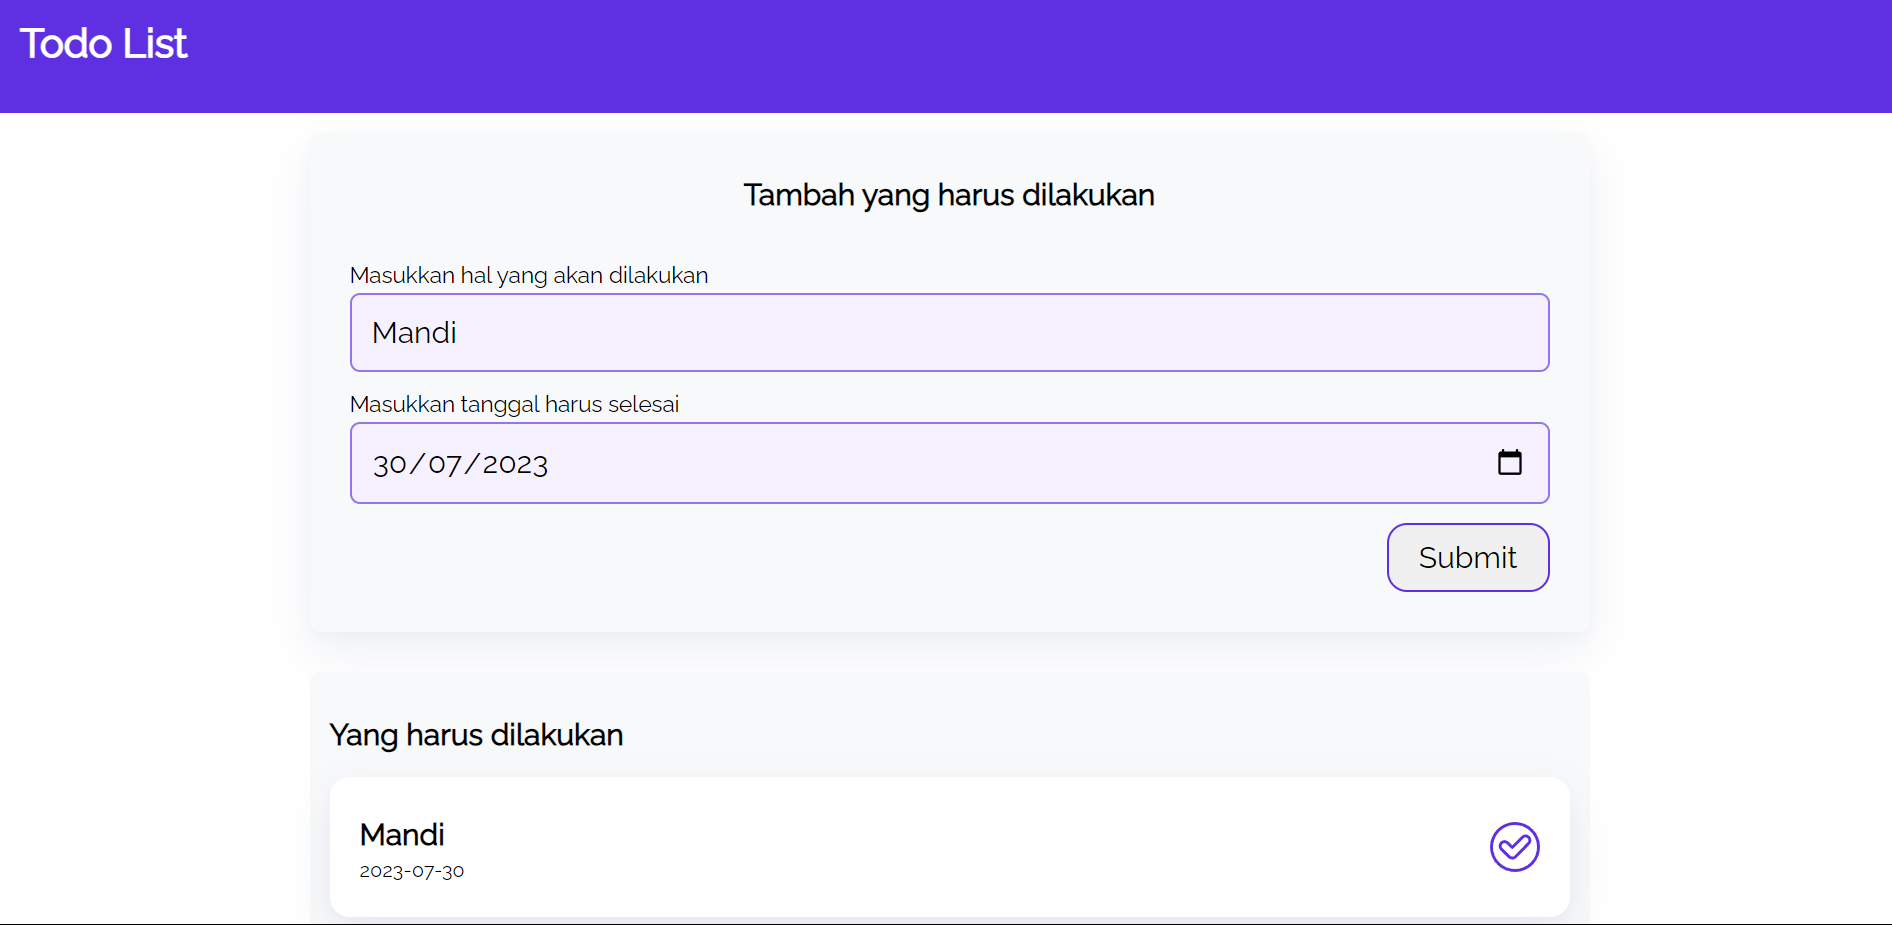 Todo List
Tambah yang harus dilakukan
Masukkan hal yang akan dilakukan
Mandi
Masukkan tanggal harus selesai
30/07/2023
Submit
Yang harus dilakukan
Mandi
2023-07-30